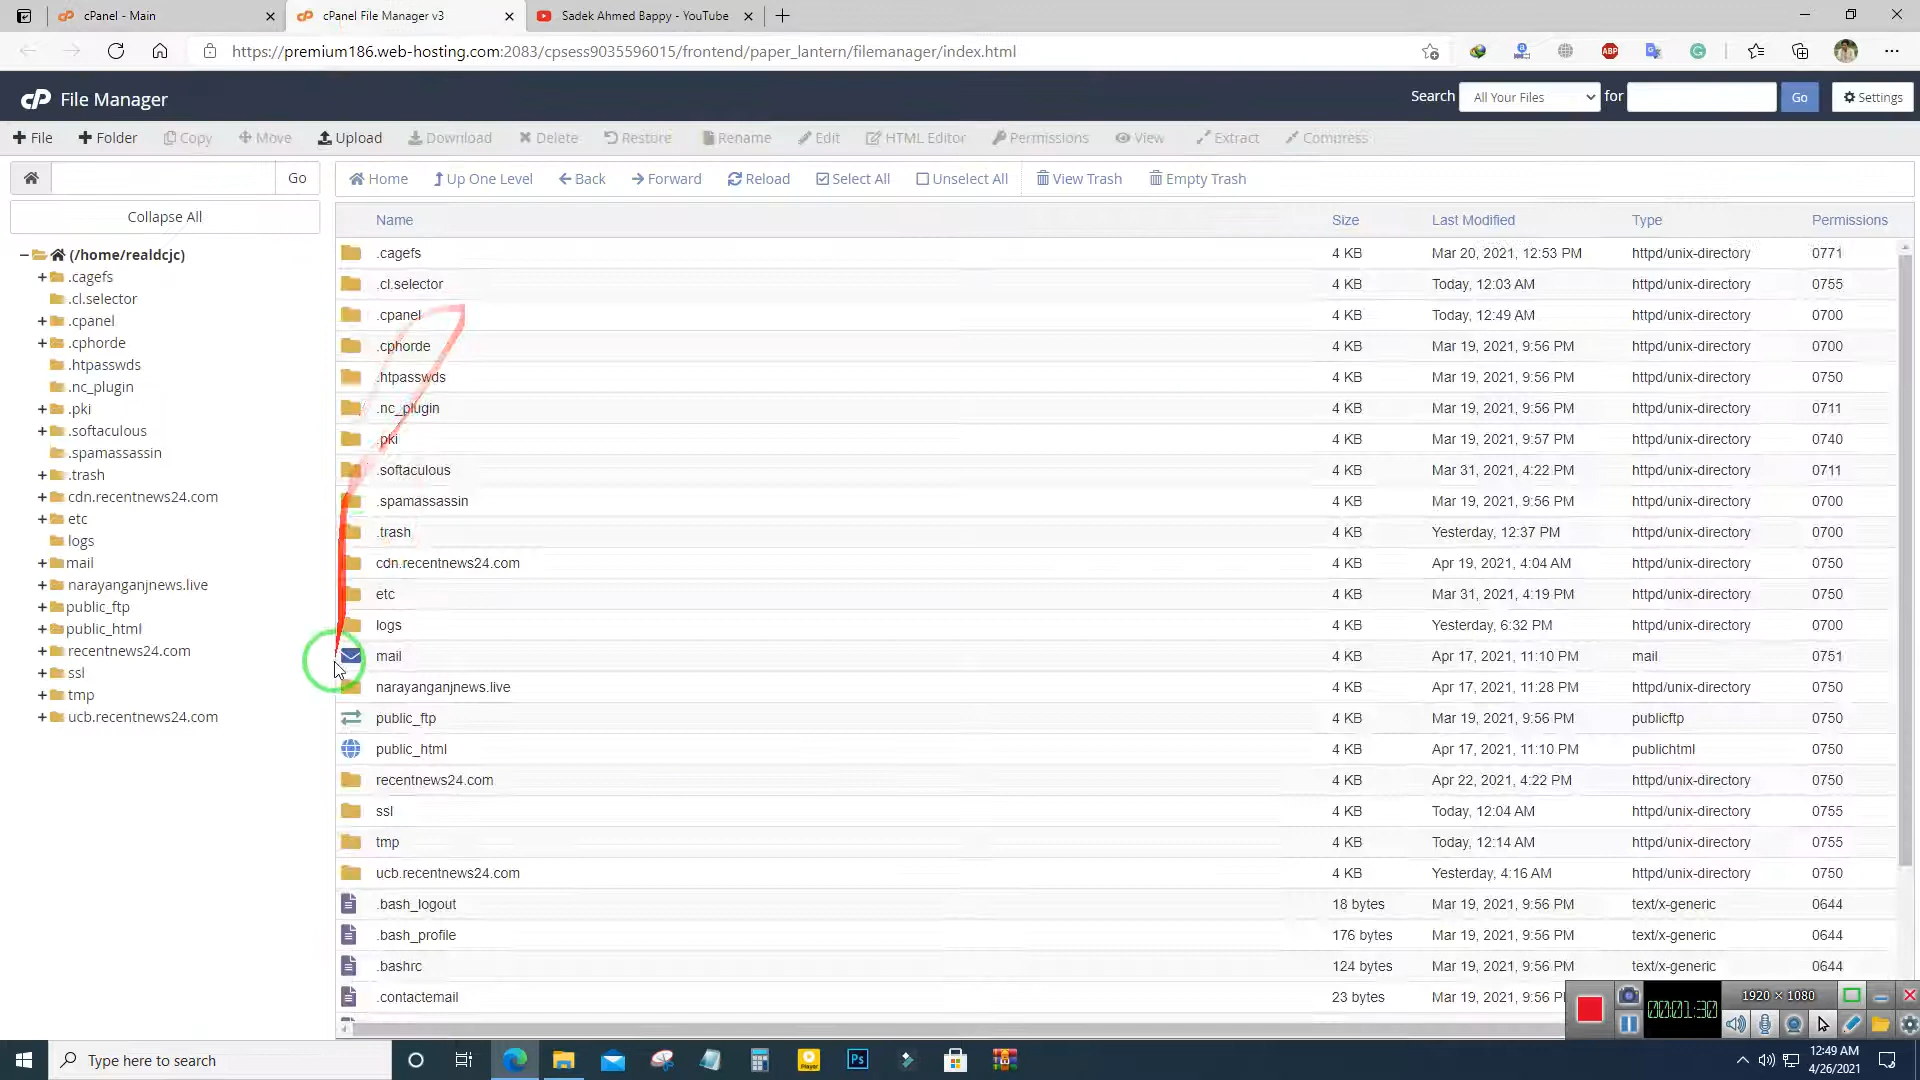 cPanel - Main
cPanel File Manager v3
Sadek Ahmed Bappy - YouTube
https://premium186.web-hosting.com:2083/cpsess9035596015/frontend/paper_lantern/filemanager/index.html
ABP
cP File Manager
Search All Your Files for Go Settings
File Folder Copy Move Upload Download Delete Restore Rename Edit HTML Editor Permissions View Extract Compress
Go Home Up One Level Back Forward Reload Select All Unselect All View Trash Empty Trash
Collapse All
(/home/realdcjc)
.cagefs
.cl.selector
.cpanel
.cphorde
.htpasswds
.nc_plugin
.pki
.softaculous
.spamassassin
.trash
cdn.recentnews24.com
etc
logs
mail
narayanganjnews.live
public_ftp
public_html
recentnews24.com
ssl
tmp
ucb.recentnews24.com
Name Size Last Modified Type Permissions
.cagefs 4 KB Mar 20, 2021, 12:53 PM httpd/unix-directory 0771
.cl.selector 4 KB Today, 12:03 AM httpd/unix-directory 0755
.cpanel 4 KB Today, 12:49 AM httpd/unix-directory 0700
.cphorde 4 KB Mar 19, 2021, 9:56 PM httpd/unix-directory 0700
.htpasswds 4 KB Mar 19, 2021, 9:56 PM httpd/unix-directory 0750
.nc_plugin 4 KB Mar 19, 2021, 9:56 PM httpd/unix-directory 0711
.pki 4 KB Mar 19, 2021, 9:57 PM httpd/unix-directory 0740
.softaculous 4 KB Mar 31, 2021, 4:22 PM httpd/unix-directory 0711
.spamassassin 4 KB Mar 19, 2021, 9:56 PM httpd/unix-directory 0700
.trash 4 KB Yesterday, 12:37 PM httpd/unix-directory 0700
cdn.recentnews24.com 4 KB Apr 19, 2021, 4:04 AM httpd/unix-directory 0750
etc 4 KB Mar 31, 2021, 4:19 PM httpd/unix-directory 0750
logs 4 KB Yesterday, 6:32 PM httpd/unix-directory 0700
mail 4 KB Apr 17, 2021, 11:10 PM mail 0751
narayanganjnews.live 4 KB Apr 17, 2021, 11:28 PM httpd/unix-directory 0750
public_ftp 4 KB Mar 19, 2021, 9:56 PM publicftp 0750
public_html 4 KB Apr 17, 2021, 11:10 PM publichtml 0750
recentnews24.com 4 KB Apr 22, 2021, 4:22 PM httpd/unix-directory 0750
ssl 4 KB Today, 12:04 AM httpd/unix-directory 0755
tmp 4 KB Today, 12:14 AM httpd/unix-directory 0755
ucb.recentnews24.com 4 KB Yesterday, 4:16 AM httpd/unix-directory 0750
.bash_logout 18 bytes Mar 19, 2021, 9:56 PM text/x-generic 0644
.bash_profile 176 bytes Mar 19, 2021, 9:56 PM text/x-generic 0644
.bashrc 124 bytes Mar 19, 2021, 9:56 PM text/x-generic 0644
.contactemail 23 bytes Mar 19, 2021, 9:56 P
00:01:30
1920 × 1080
Type here to search
Player
Ps
12:49 AM
4/26/2021